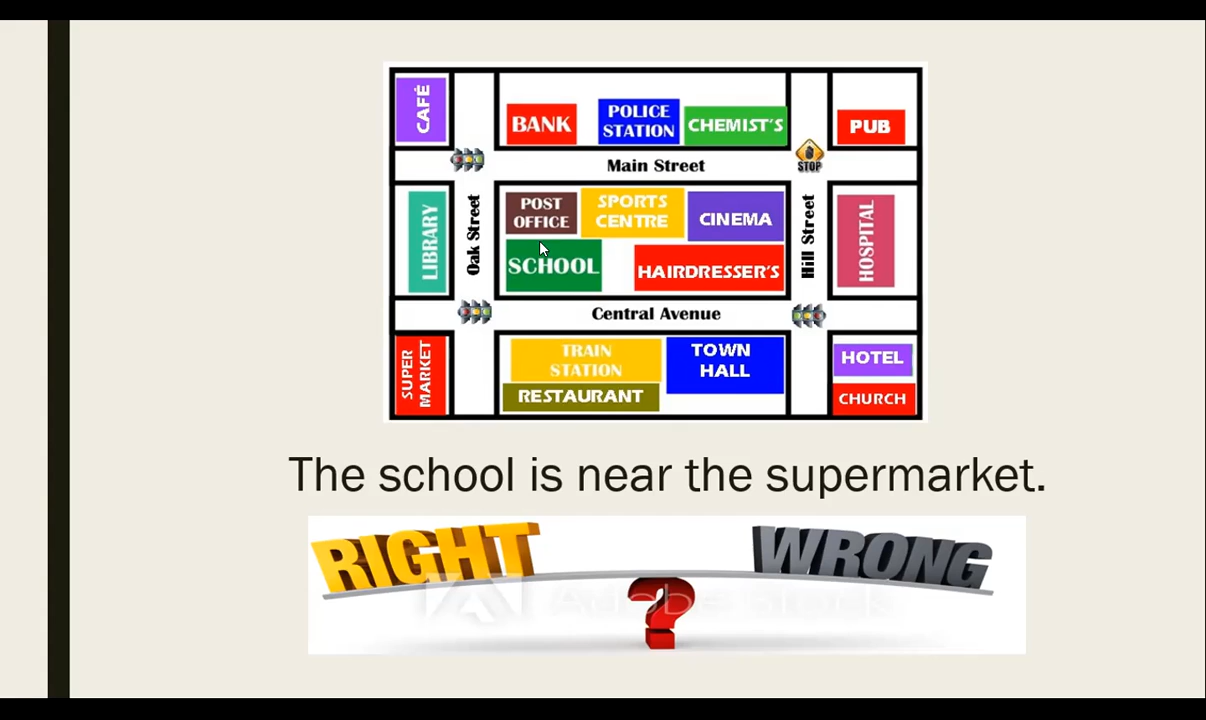 CAFÉ
BANK
POLICE
STATION
CHEMIST'S
PUB
Main Street
STOP
LIBRARY
Oak Street
POST
OFFICE
SPORTS
CENTRE
CINEMA
Hill Street
HOSPITAL
SCHOOL
HAIRDRESSER'S
Central Avenue
SUPER
MARKET
TRAIN
STATION
TOWN
HALL
HOTEL
RESTAURANT
CHURCH
The school is near the supermarket.
RIGHT
WRONG
?
Adobe Stock